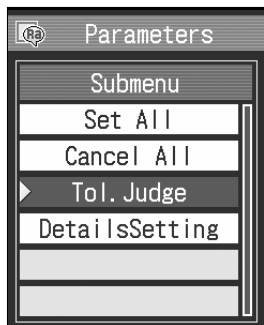 Ra Parameters
Submenu
Set All
Cancel All
Tol.Judge
DetailsSetting